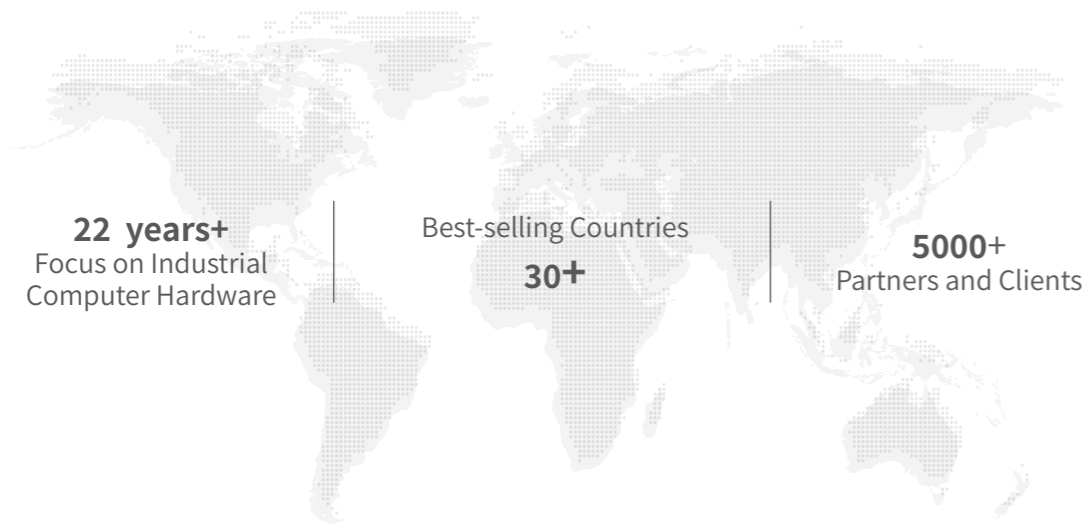 22 years+
Focus on Industrial
Computer Hardware
Best-selling Countries
30+
5000+
Partners and Clients